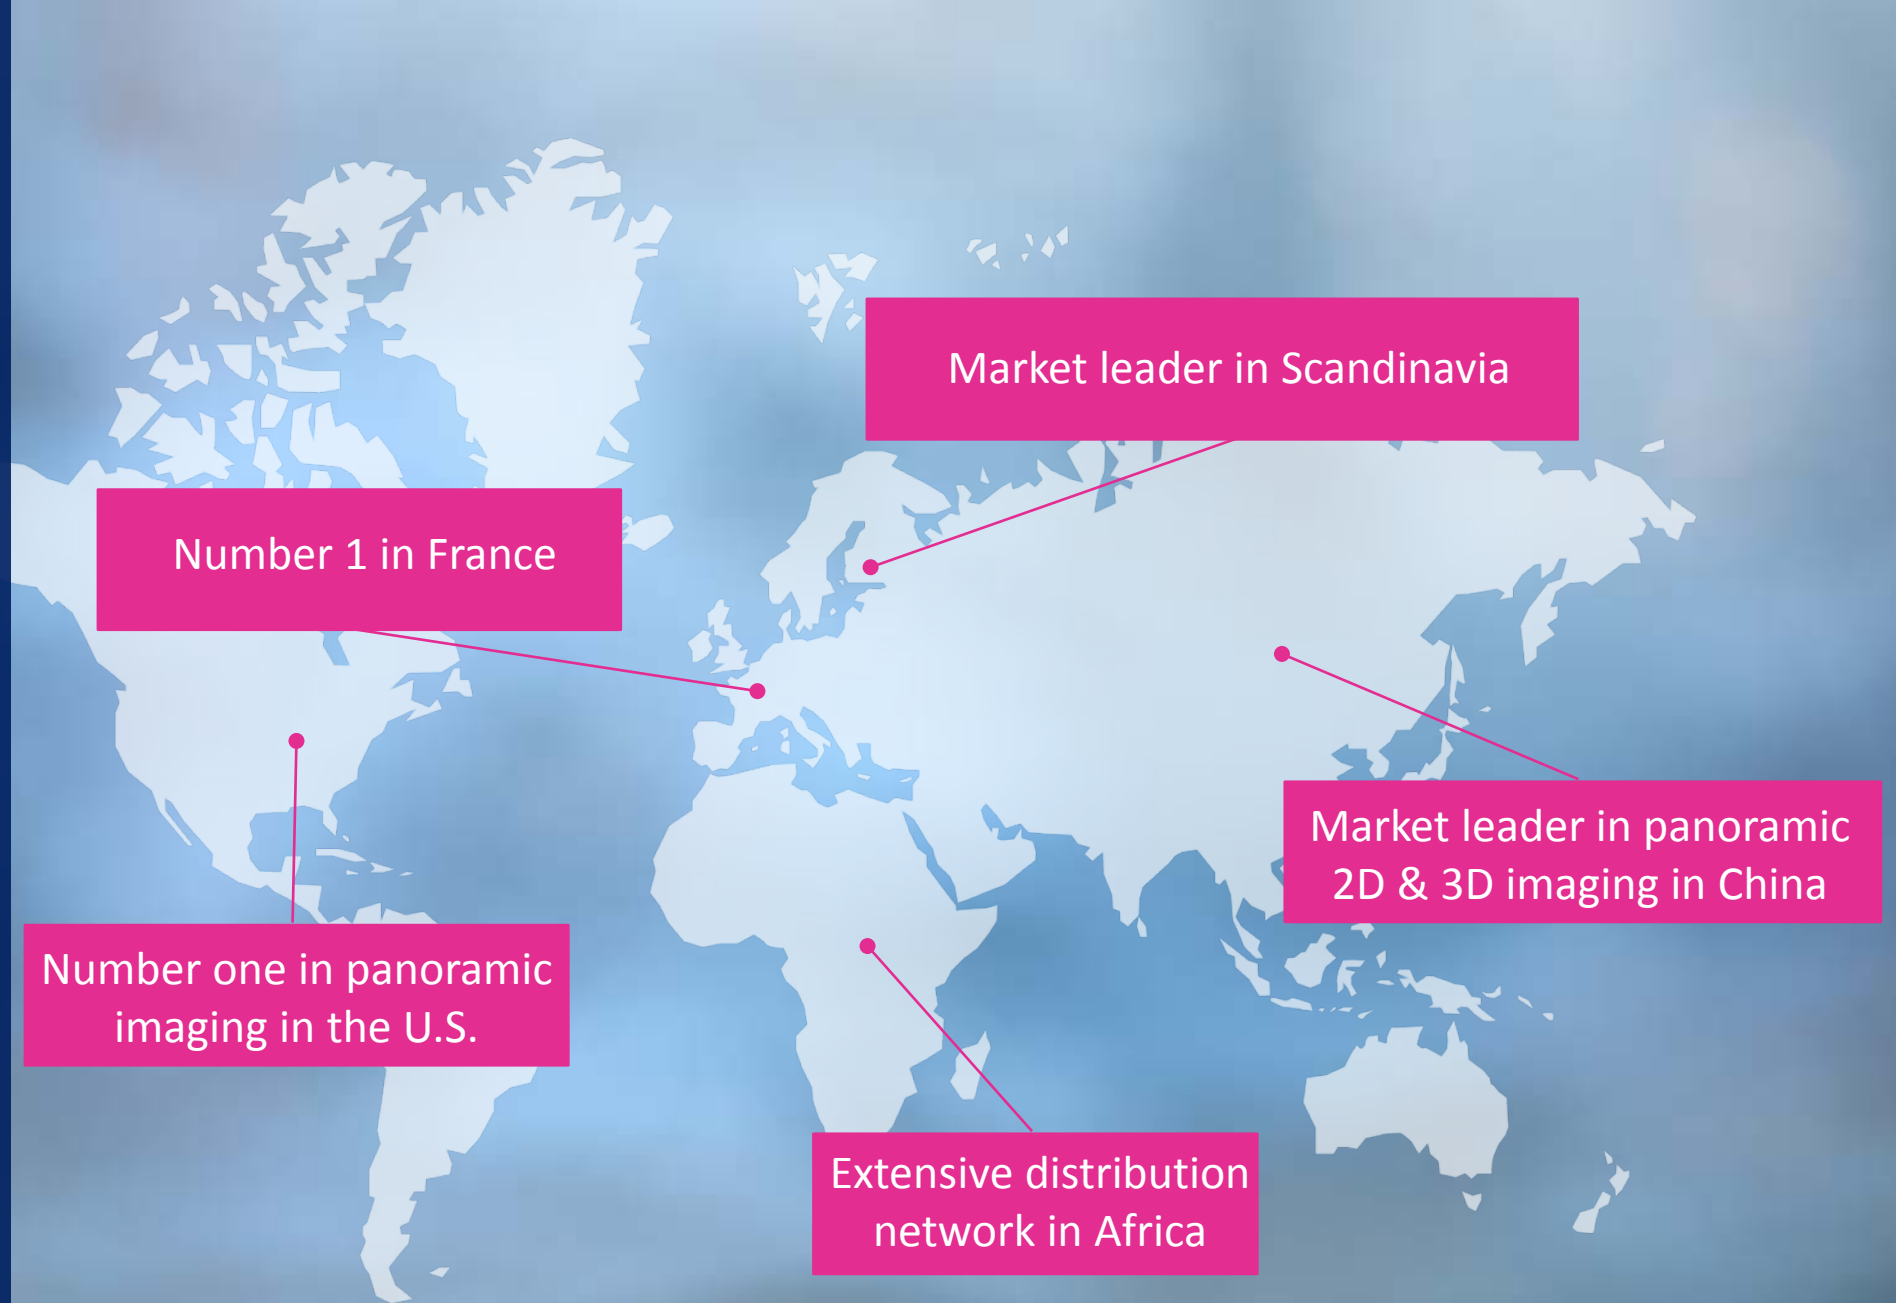 Market leader in Scandinavia
Number 1 in France
Market leader in panoramic
2D & 3D imaging in China
Number one in panoramic
imaging in the U.S.
Extensive distribution
network in Africa